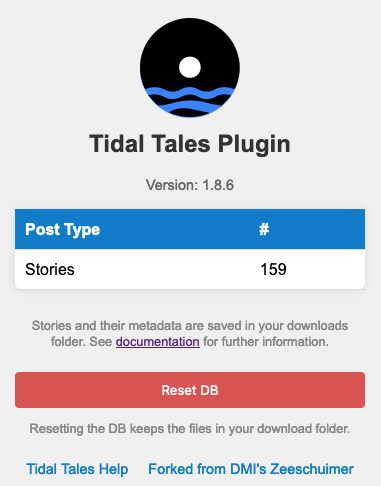 Tidal Tales Plugin
Version: 1.8.6
Post Type #
Stories 159
Stories and their metadata are saved in your downloads
folder. See documentation for further information.
Reset DB
Resetting the DB keeps the files in your download folder.
Tidal Tales Help Forked from DMI's Zeeschuimer